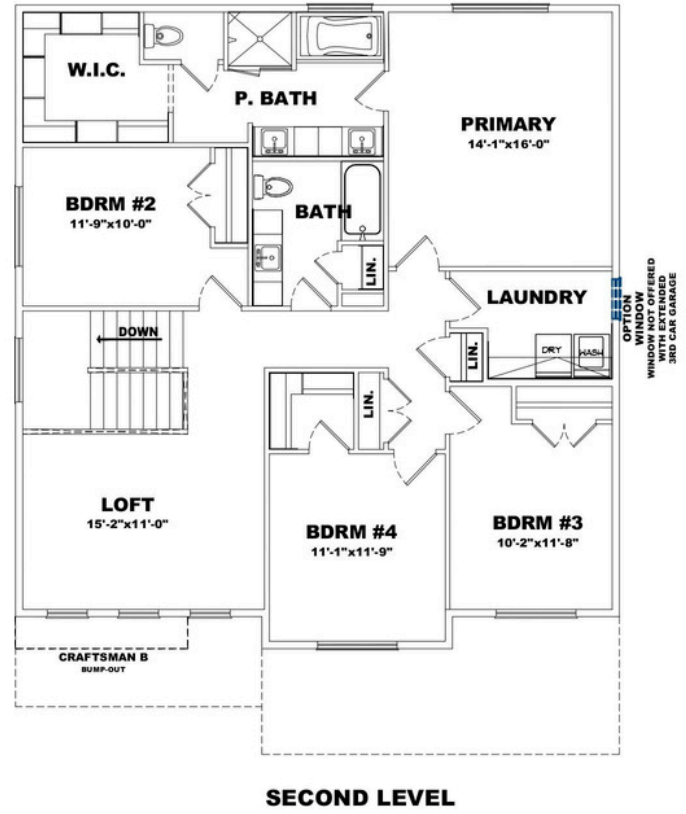 W.I.C.
P. BATH
PRIMARY
14'-1"x16'-0"
BDRM #2
11'-9"x10'-0"
BATH
LIN.
LAUNDRY
OPTION
WINDOW
WINDOW NOT OFFERED
WITH EXTENDED
3RD CAR GARAGE
DOWN
LIN.
DRY
WASH
LIN.
LOFT
15'-2"x11'-0"
BDRM #4
11'-1"x11'-9"
BDRM #3
10'-2"x11'-8"
CRAFTSMAN B
BUMP-OUT
SECOND LEVEL